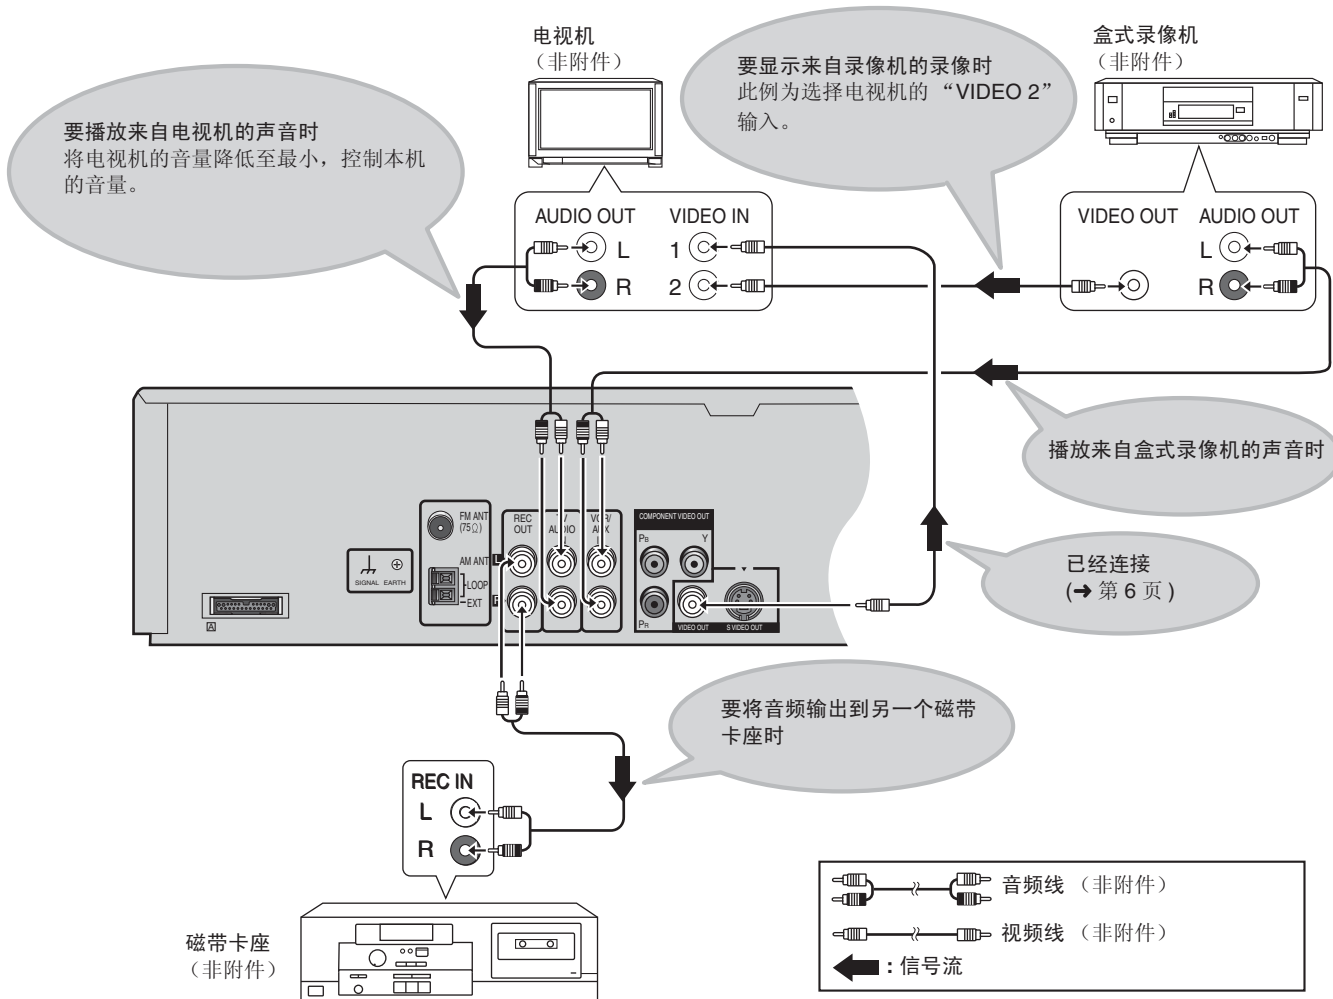 电视机
（非附件）
盒式录像机
（非附件）
要播放来自电视机的声音时
将电视机的音量降低至最小，控制本机
的音量。
要显示来自录像机的录像时
此例为选择电视机的 “VIDEO 2”
输入。
AUDIO OUT
VIDEO IN
L
R
1
2
VIDEO OUT
AUDIO OUT
L
R
播放来自盒式录像机的声音时
FM ANT
(75Ω)
AM ANT
LOOP
EXT
SIGNAL EARTH
A
REC
OUT
AUDIO
VCR/
AUX
L
COMPONENT VIDEO OUT
PB
Y
PR
VIDEO OUT
S VIDEO OUT
已经连接
(➜ 第 6 页 )
要将音频输出到另一个磁带
卡座时
REC IN
L
R
磁带卡座
（非附件）
音频线 （非附件）
视频线 （非附件）
: 信号流